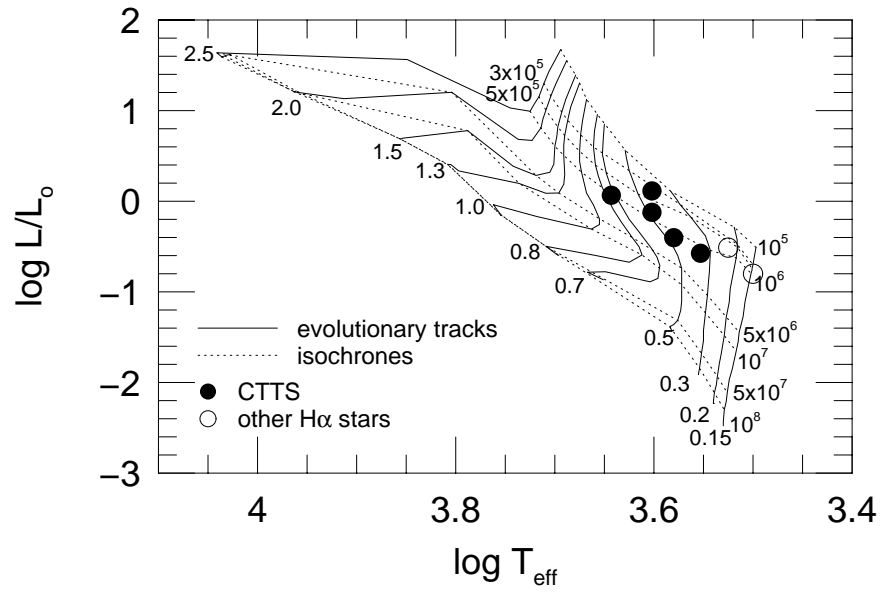 2
1
0
−1
−2
−3
log L/L_o
4
3.8
3.6
3.4
log T_eff
2.5
2.0
1.5
1.3
1.0
0.8
0.7
0.5
0.3
0.2
0.15
3x10^5
5x10^5
10^5
10^6
5x10^6
10^7
5x10^7
10^8
evolutionary tracks
isochrones
CTTS
other Hα stars